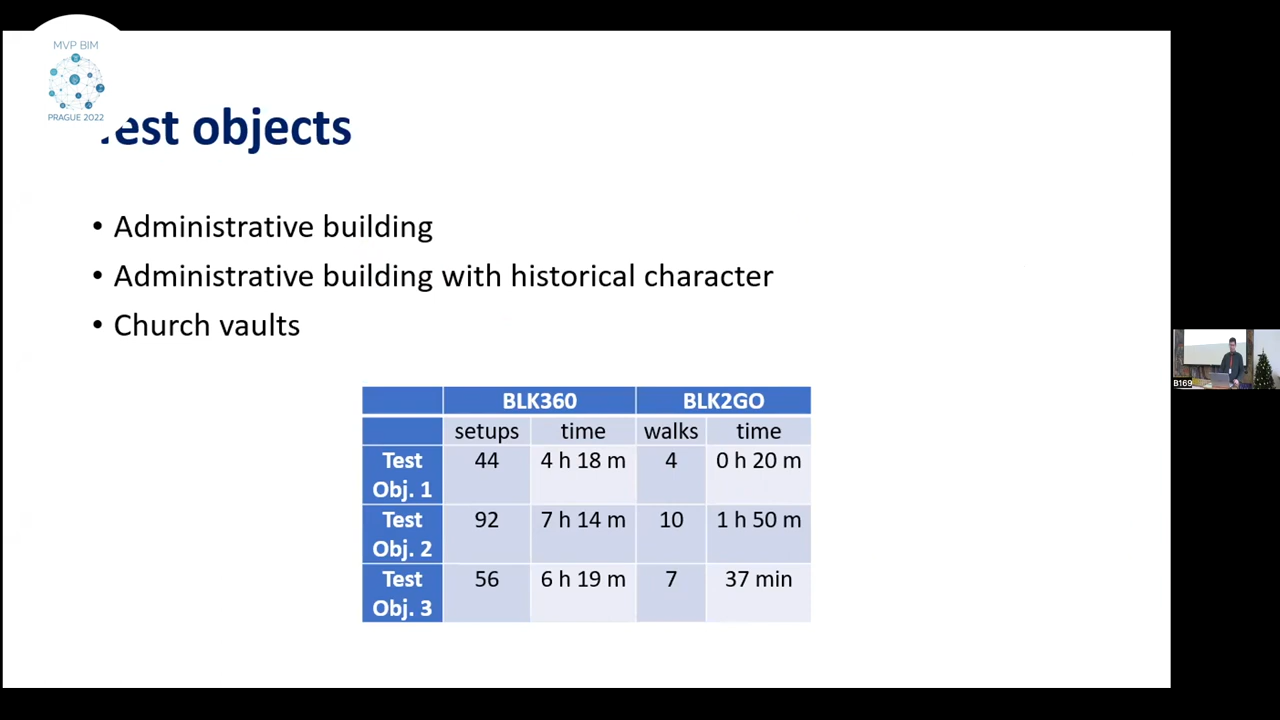 MVP BIM
PRAGUE 2022
Test objects
• Administrative building
• Administrative building with historical character
• Church vaults
BLK360 BLK2GO
setups time walks time
Test Obj. 1 44 4 h 18 m 4 0 h 20 m
Test Obj. 2 92 7 h 14 m 10 1 h 50 m
Test Obj. 3 56 6 h 19 m 7 37 min
B169